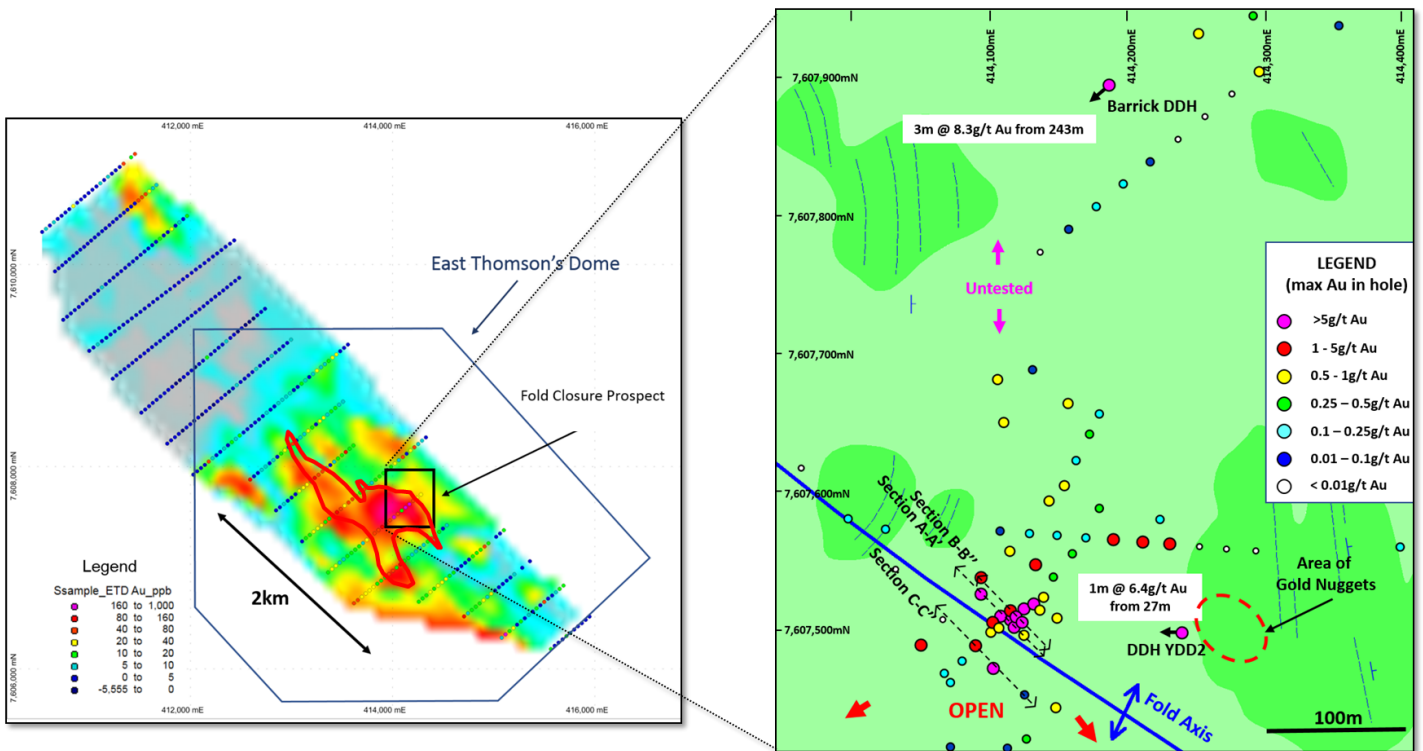 412,000 mE
414,000 mE
416,000 mE
7,610,000 mN
7,608,000 mN
7,606,000 mN
East Thomson's Dome
Fold Closure Prospect
2km
Legend
Ssample_ETD Au_ppb
160 to 1,000
80 to 160
40 to 80
20 to 40
10 to 20
5 to 10
0 to 5
-5,555 to 0
412,000 mE
414,000 mE
416,000 mE
414,100mE
414,200mE
414,300mE
414,400mE
7,607,900mN
7,607,800mN
7,607,700mN
7,607,600mN
7,607,500mN
Barrick DDH
3m @ 8.3g/t Au from 243m
Untested
LEGEND
(max Au in hole)
>5g/t Au
1 - 5g/t Au
0.5 - 1g/t Au
0.25 – 0.5g/t Au
0.1 – 0.25g/t Au
0.01 – 0.1g/t Au
< 0.01g/t Au
Section B-B''
Section A-A'
Section C-C''
Area of
Gold Nuggets
1m @ 6.4g/t Au
from 27m
DDH YDD2
OPEN
Fold Axis
100m